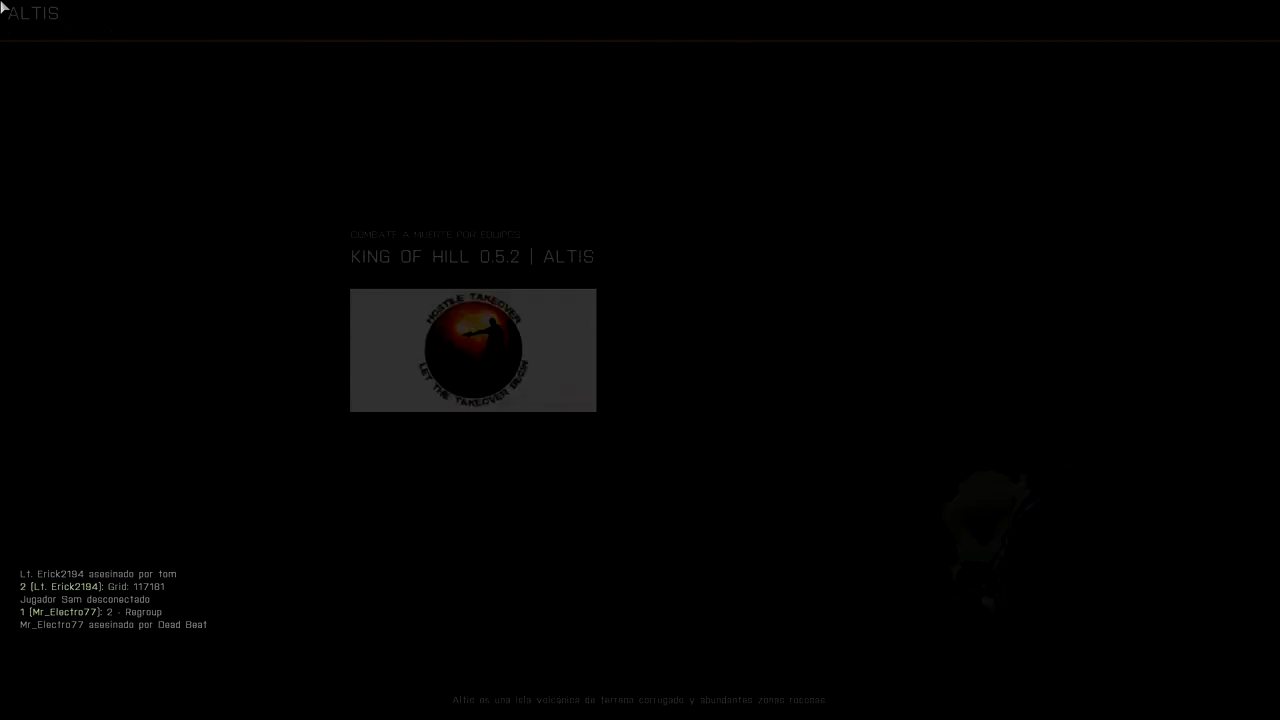 ALTIS
COMBATE A MUERTE POR EQUIPOS
KING OF HILL 0.5.2 | ALTIS
HOSTILE TAKEOVER
LET THE TAKEOVER BEGIN
Lt. Erick2194 asesinado por tom
2 (Lt. Erick2194): Grid: 117181
Jugador Sam desconectado
1 (Mr_Electro77): 2 - Regroup
Mr_Electro77 asesinado por Dead Beat
Altis es una isla volcánica de terreno corrugado y abundantes zonas rocosas.